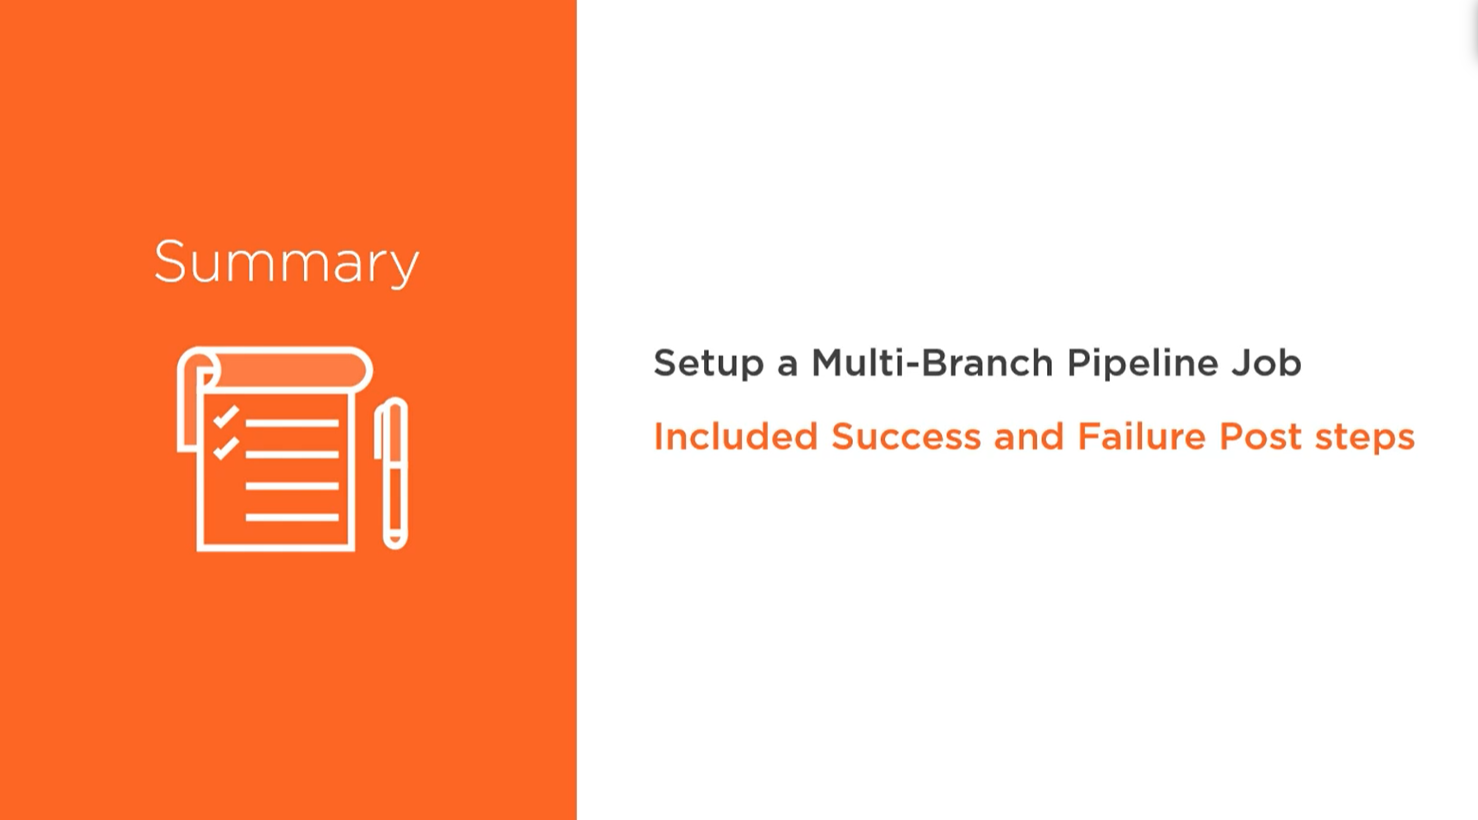 Summary
Setup a Multi-Branch Pipeline Job
Included Success and Failure Post steps